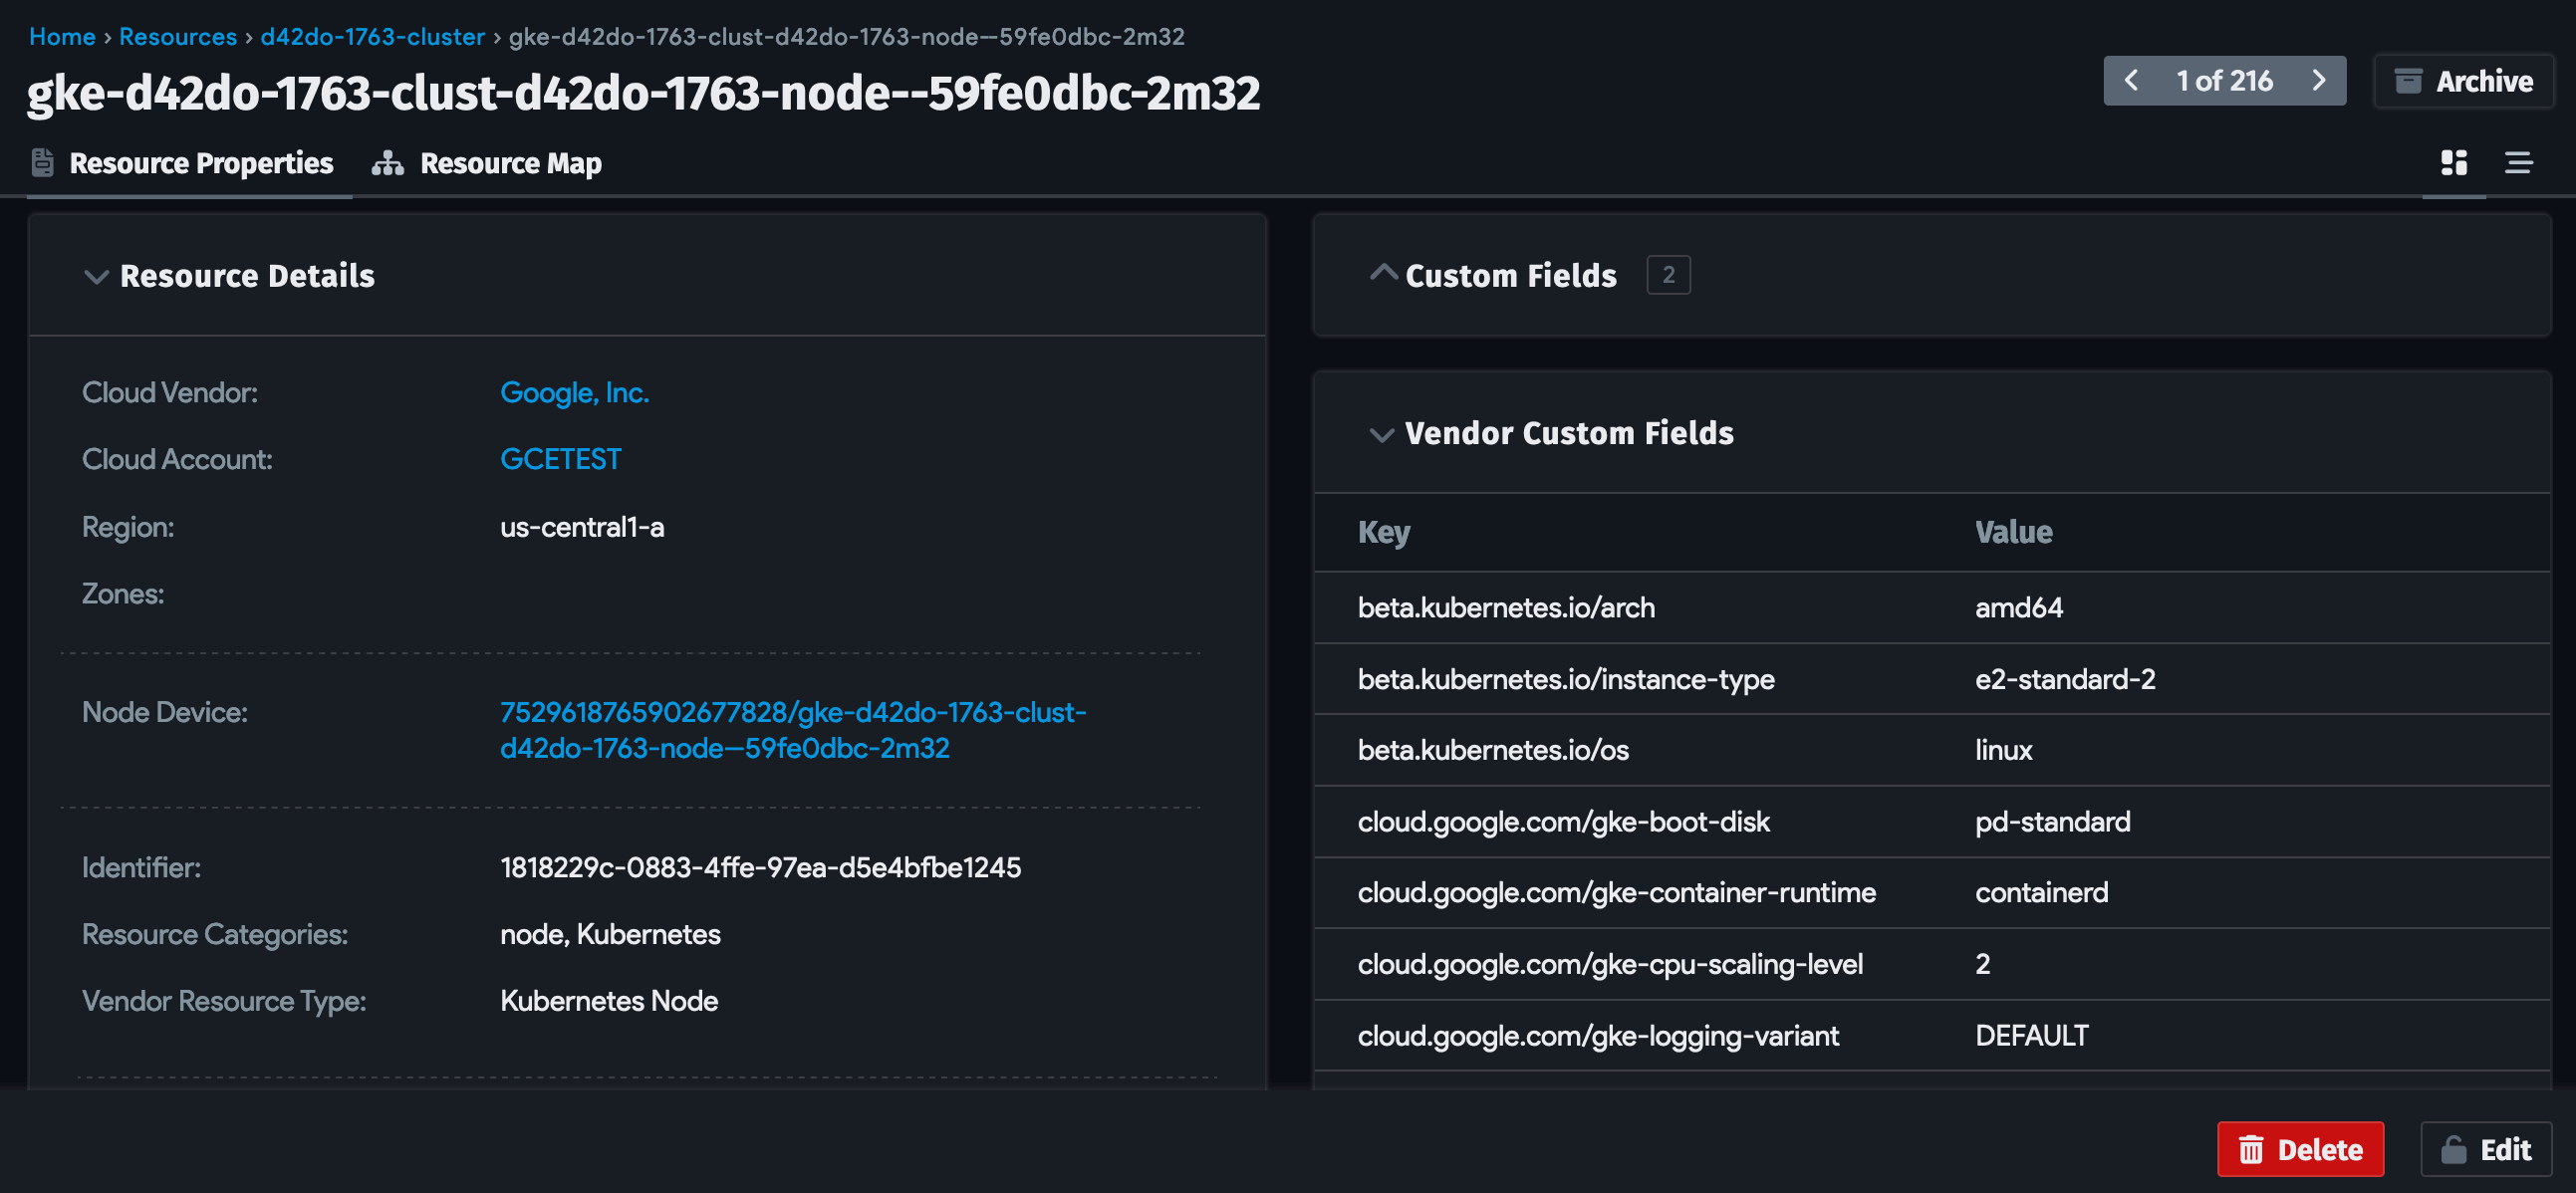 Home › Resources › d42do-1763-cluster › gke-d42do-1763-clust-d42do-1763-node--59fe0dbc-2m32
gke-d42do-1763-clust-d42do-1763-node--59fe0dbc-2m32
1 of 216
Archive
Resource Properties
Resource Map
Resource Details
Cloud Vendor: Google, Inc.
Cloud Account: GCETEST
Region: us-central1-a
Zones:
Node Device: 7529618765902677828/gke-d42do-1763-clust-
d42do-1763-node--59fe0dbc-2m32
Identifier: 1818229c-0883-4ffe-97ea-d5e4bfbe1245
Resource Categories: node, Kubernetes
Vendor Resource Type: Kubernetes Node
Custom Fields 2
Vendor Custom Fields
Key Value
beta.kubernetes.io/arch amd64
beta.kubernetes.io/instance-type e2-standard-2
beta.kubernetes.io/os linux
cloud.google.com/gke-boot-disk pd-standard
cloud.google.com/gke-container-runtime containerd
cloud.google.com/gke-cpu-scaling-level 2
cloud.google.com/gke-logging-variant DEFAULT
Delete
Edit